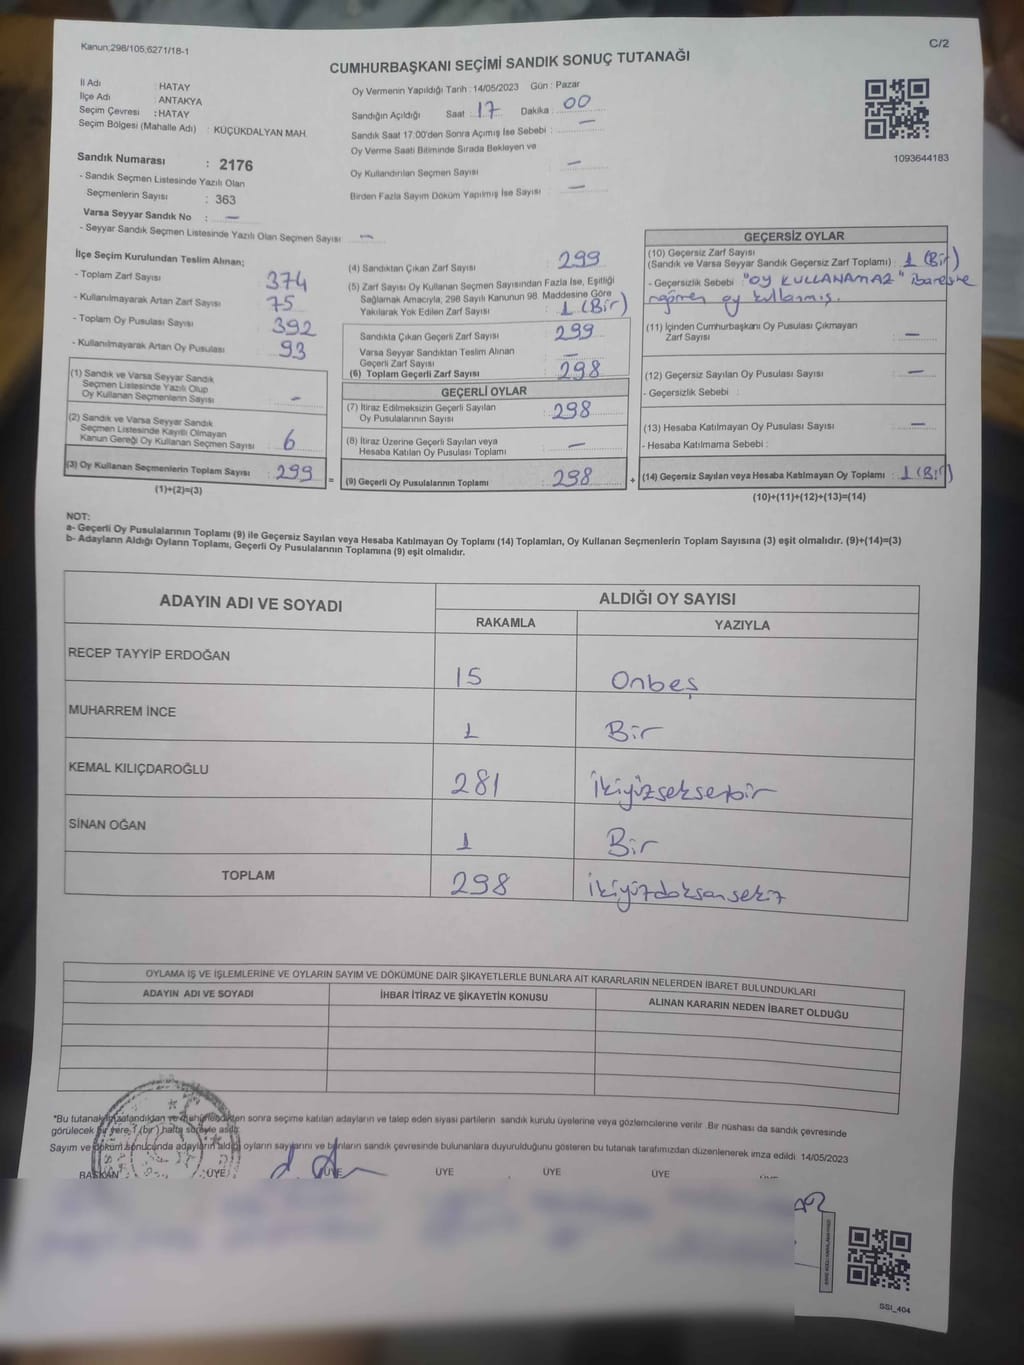 Kanun;298/105,6271/18-1
C/2
CUMHURBAŞKANI SEÇİMİ SANDIK SONUÇ TUTANAĞI
İl Adı : HATAY
İlçe Adı : ANTAKYA
Seçim Çevresi : HATAY
Seçim Bölgesi (Mahalle Adı) : KÜÇÜKDALYAN MAH.
Oy Vermenin Yapıldığı Tarih : 14/05/2023 Gün : Pazar
Sandığın Açıldığı Saat : 17 Dakika : 00
Sandık Saat 17:00'den Sonra Açmış İse Sebebi : —
Oy Verme Saati Bitiminde Sırada Bekleyen ve
Oy Kullandırılan Seçmen Sayısı : —
Birden Fazla Sayım Döküm Yapılmış İse Sayısı : —
1093644183
Sandık Numarası : 2176
- Sandık Seçmen Listesinde Yazılı Olan
Seçmenlerin Sayısı : 363
Varsa Seyyar Sandık No : —
- Seyyar Sandık Seçmen Listesinde Yazılı Olan Seçmen Sayısı : —
İlçe Seçim Kurulundan Teslim Alınan;
- Toplam Zarf Sayısı : 374
- Kullanılmayarak Artan Zarf Sayısı : 75
- Toplam Oy Pusulası Sayısı : 392
- Kullanılmayarak Artan Oy Pusulası : 93
(1) Sandık ve Varsa Seyyar Sandık
Seçmen Listesinde Yazılı Olup
Oy Kullanan Seçmenlerin Sayısı : -
(2) Sandık ve Varsa Seyyar Sandık
Seçmen Listesinde Kayıtlı Olmayan
Kanun Gereği Oy Kullanan Seçmen Sayısı : 6
(3) Oy Kullanan Seçmenlerin Toplam Sayısı : 299
(1)+(2)=(3)
(4) Sandıktan Çıkan Zarf Sayısı : 299
(5) Zarf Sayısı Oy Kullanan Seçmen Sayısından Fazla İse, Eşitliği
Sağlamak Amacıyla, 298 Sayılı Kanunun 98. Maddesine Göre
Yakılarak Yok Edilen Zarf Sayısı : 1 (Bir)
Sandıkta Çıkan Geçerli Zarf Sayısı : 299
Varsa Seyyar Sandıktan Teslim Alınan
Geçerli Zarf Sayısı : —
(6) Toplam Geçerli Zarf Sayısı : 298
GEÇERLİ OYLAR
(7) İtiraz Edilmeksizin Geçerli Sayılan
Oy Pusulalarının Sayısı : 298
(8) İtiraz Üzerine Geçerli Sayılan veya
Hesaba Katılan Oy Pusulası Toplamı : —
(9) Geçerli Oy Pusulalarının Toplamı : 298
GEÇERSİZ OYLAR
(10) Geçersiz Zarf Sayısı
(Sandık ve Varsa Seyyar Sandık Geçersiz Zarf Toplamı) : 1 (Bir)
- Geçersizlik Sebebi : "OY KULLANAMAZ" ibaresine
rağmen oy kullanmış.
(11) İçinden Cumhurbaşkanı Oy Pusulası Çıkmayan
Zarf Sayısı : —
(12) Geçersiz Sayılan Oy Pusulası Sayısı : —
- Geçersizlik Sebebi :
(13) Hesaba Katılmayan Oy Pusulası Sayısı : —
- Hesaba Katılmama Sebebi :
(14) Geçersiz Sayılan veya Hesaba Katılmayan Oy Toplamı : 1 (Bir)
(10)+(11)+(12)+(13)=(14)
NOT:
a- Geçerli Oy Pusulalarının Toplamı (9) ile Geçersiz Sayılan veya Hesaba Katılmayan Oy Toplamı (14) Toplamları, Oy Kullanan Seçmenlerin Toplam Sayısına (3) eşit olmalıdır. (9)+(14)=(3)
b- Adayların Aldığı Oyların Toplamı, Geçerli Oy Pusulalarının Toplamına (9) eşit olmalıdır.
ADAYIN ADI VE SOYADI
ALDIĞI OY SAYISI
RAKAMLA YAZIYLA
RECEP TAYYİP ERDOĞAN 15 Onbeş
MUHARREM İNCE 1 Bir
KEMAL KILIÇDAROĞLU 281 İkiyüzseksenbir
SİNAN OĞAN 1 Bir
TOPLAM 298 İkiyüzdoksansekiz
OYLAMA İŞ VE İŞLEMLERİNE VE OYLARIN SAYIM VE DÖKÜMÜNE DAİR ŞİKAYETLERLE BUNLARA AİT KARARLARIN NELERDEN İBARET BULUNDUKLARI
ADAYIN ADI VE SOYADI İHBAR İTİRAZ VE ŞİKAYETİN KONUSU ALINAN KARARIN NEDEN İBARET OLDUĞU
*Bu tutanak imzalandıktan ve mühürlendikten sonra seçime katılan adayların ve talep eden siyasi partilerin sandık kurulu üyelerine veya gözlemcilerine verilir .Bir nüshası da sandık çevresinde
görülecek bir yere,7 (bir ) hafta süreyle asılır.
Sayım ve döküm sonucunda adayların aldığı oyların sayılarını ve bunların sandık çevresinde bulunanlara duyurulduğunu gösteren bu tutanak tarafımızdan düzenlenerek imza edildi. 14/05/2023
BAŞKAN ÜYE ÜYE ÜYE ÜYE ÜYE
SSI_404